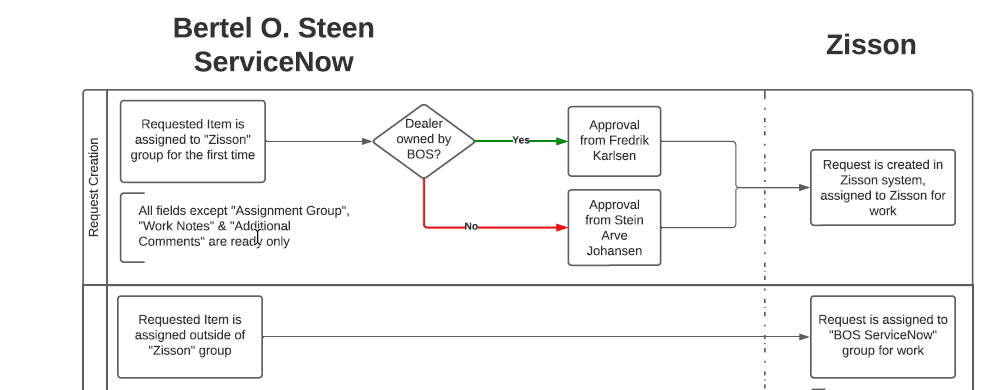 Bertel O. Steen
ServiceNow
Zisson
Request Creation
Requested Item is
assigned to "Zisson"
group for the first time
All fields except "Assignment Group",
"Work Notes" & "Additional
Comments" are ready only
Dealer
owned by
BOS?
Yes
No
Approval
from Fredrik
Karlsen
Approval
from Stein
Arve
Johansen
Request is created in
Zisson system,
assigned to Zisson for
work
Requested Item is
assigned outside of
"Zisson" group
Request is assigned to
"BOS ServiceNow"
group for work